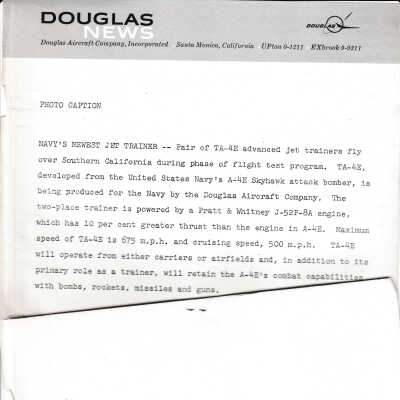 DOUGLAS
NEWS
DOUGLAS
Douglas Aircraft Company, Incorporated Santa Monica, California UPton 0-1211 EXbrook 9-9311
PHOTO CAPTION
NAVY'S NEWEST JET TRAINER -- Pair of TA-4E advanced jet trainers fly
over Southern California during phase of flight test program. TA-4E,
developed from the United States Navy's A-4E Skyhawk attack bomber, is
being produced for the Navy by the Douglas Aircraft Company. The
two-place trainer is powered by a Pratt & Whitney J-52P-8A engine,
which has 10 per cent greater thrust than the engine in A-4E. Maximum
speed of TA-4E is 675 m.p.h. and cruising speed, 500 m.p.h. TA-4E
will operate from either carriers or airfields and, in addition to its
primary role as a trainer, will retain the A-4E's combat capabilities
with bombs, rockets, missiles and guns.